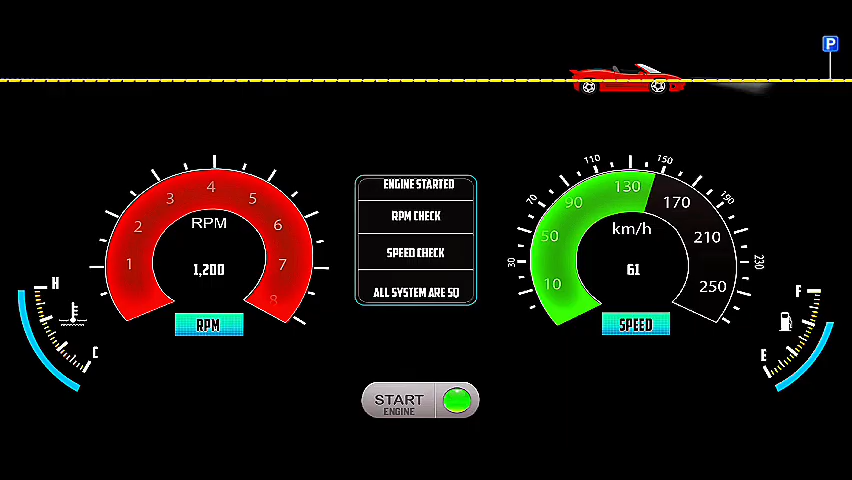 P
ENGINE STARTED
RPM CHECK
SPEED CHECK
ALL SYSTEM ARE SQ
1
2
3
4
5
6
7
8
RPM
1,200
RPM
30
70
110
150
190
230
10
50
90
130
170
210
250
km/h
61
SPEED
H
C
F
E
START
ENGINE